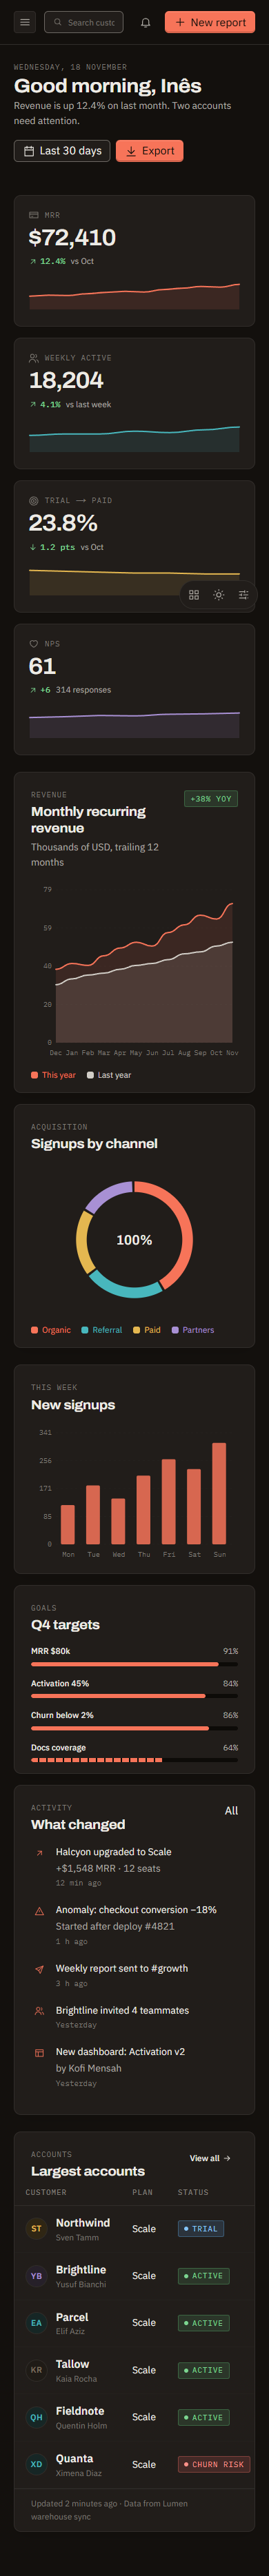 Search custo
New report
WEDNESDAY, 18 NOVEMBER
Good morning, Inês
Revenue is up 12.4% on last month. Two accounts
need attention.
Last 30 days
Export
MRR
$72,410
↗ 12.4% vs Oct
WEEKLY ACTIVE
18,204
↗ 4.1% vs last week
TRIAL → PAID
23.8%
↓ 1.2 pts vs Oct
NPS
61
↗ +6 314 responses
REVENUE
+38% YOY
Monthly recurring
revenue
Thousands of USD, trailing 12
months
79
59
40
20
0
Dec Jan Feb Mar Apr May Jun Jul Aug Sep Oct Nov
This year Last year
ACQUISITION
Signups by channel
100%
Organic Referral Paid Partners
THIS WEEK
New signups
341
256
171
85
0
Mon Tue Wed Thu Fri Sat Sun
GOALS
Q4 targets
MRR $80k 91%
Activation 45% 84%
Churn below 2% 86%
Docs coverage 64%
ACTIVITY
All
What changed
Halcyon upgraded to Scale
+$1,548 MRR · 12 seats
12 min ago
Anomaly: checkout conversion −18%
Started after deploy #4821
1 h ago
Weekly report sent to #growth
3 h ago
Brightline invited 4 teammates
Yesterday
New dashboard: Activation v2
by Kofi Mensah
Yesterday
ACCOUNTS
View all →
Largest accounts
CUSTOMER PLAN STATUS
ST Northwind Scale TRIAL
Sven Tamm
YB Brightline Scale ACTIVE
Yusuf Bianchi
EA Parcel Scale ACTIVE
Elif Aziz
KR Tallow Scale ACTIVE
Kaia Rocha
QH Fieldnote Scale ACTIVE
Quentin Holm
XD Quanta Scale CHURN RISK
Ximena Diaz
Updated 2 minutes ago · Data from Lumen
warehouse sync